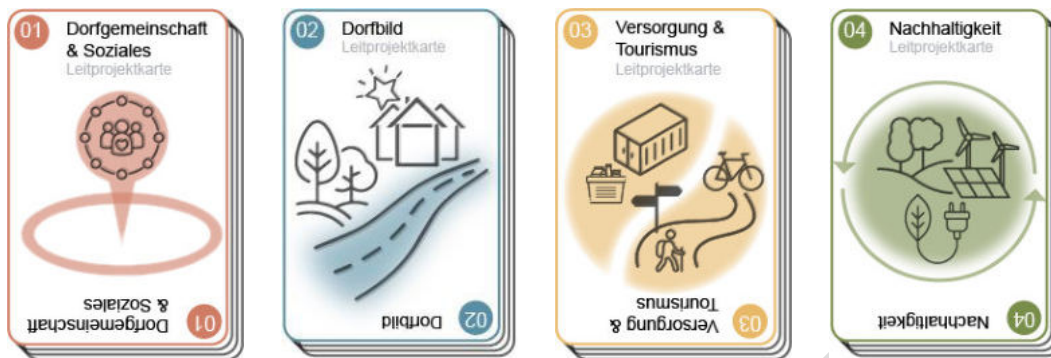 01
Dorfgemeinschaft
& Soziales
Leitprojektkarte
Dorfgemeinschaft
& Soziales
01
02
Dorfbild
Leitprojektkarte
Dorfbild
02
03
Versorgung &
Tourismus
Leitprojektkarte
Versorgung &
Tourismus
03
04
Nachhaltigkeit
Leitprojektkarte
Nachhaltigkeit
04